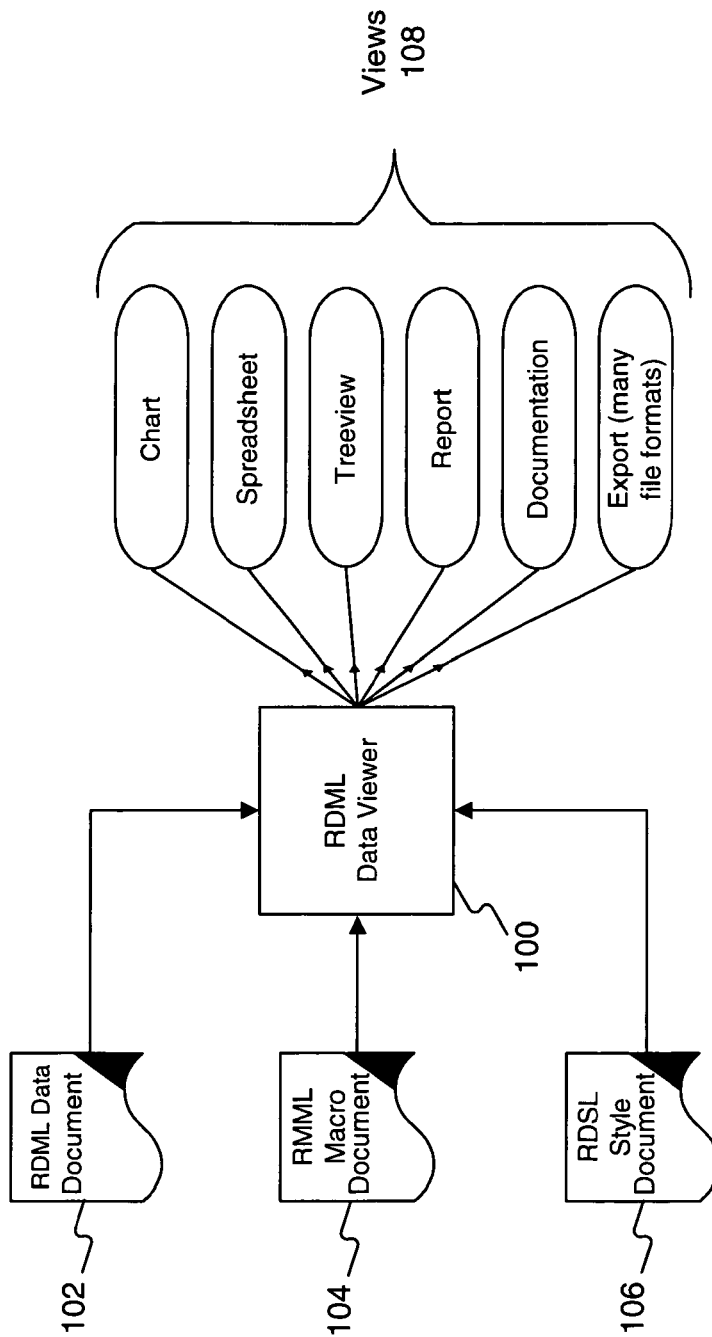 102
RDML Data
Document
104
RMML
Macro
Document
106
RDSL
Style
Document
RDML
Data Viewer
100
Chart
Spreadsheet
Treeview
Report
Documentation
Export (many
file formats)
Views
108